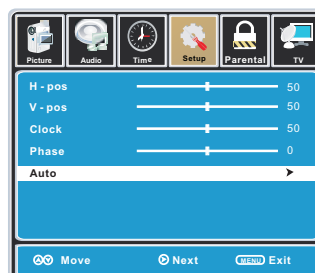 Picture Audio Time Setup Parental TV
H - pos 50
V - pos 50
Clock 50
Phase 0
Auto
Move Next MENU Exit